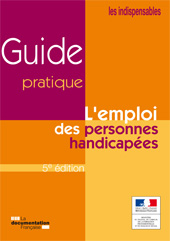 les indispensables
Guide
pratique
L'emploi
des personnes
handicapées
5e édition
La
documentation
Française